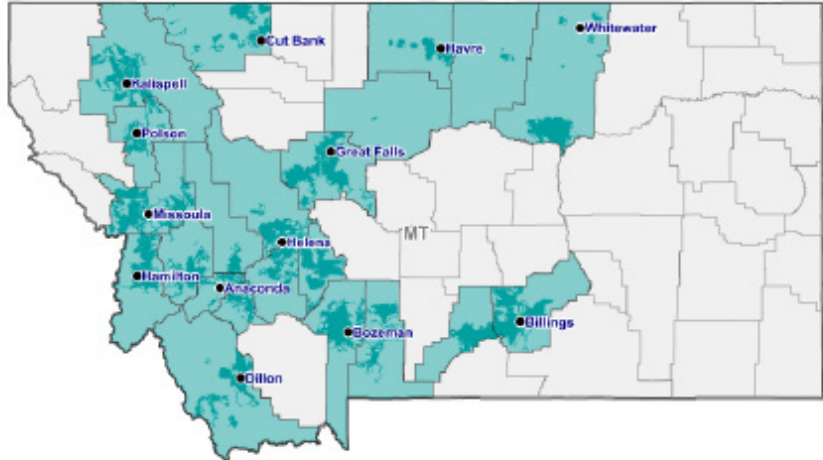 Whitewater
Cut Bank
Havre
Kalispell
Polson
Great Falls
Missoula
MT
Helena
Hamilton
Anaconda
Billings
Bozeman
Dillon